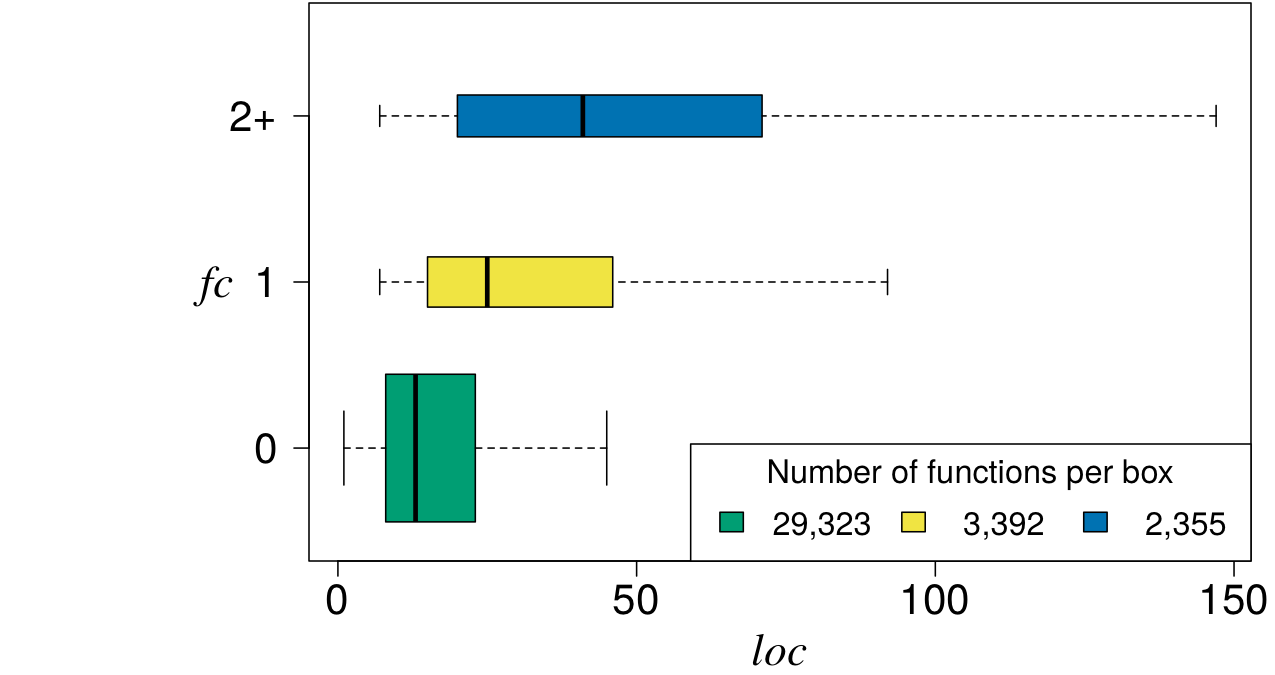 2+
fc 1
0
Number of functions per box
29,323 3,392 2,355
0 50 100 150
loc